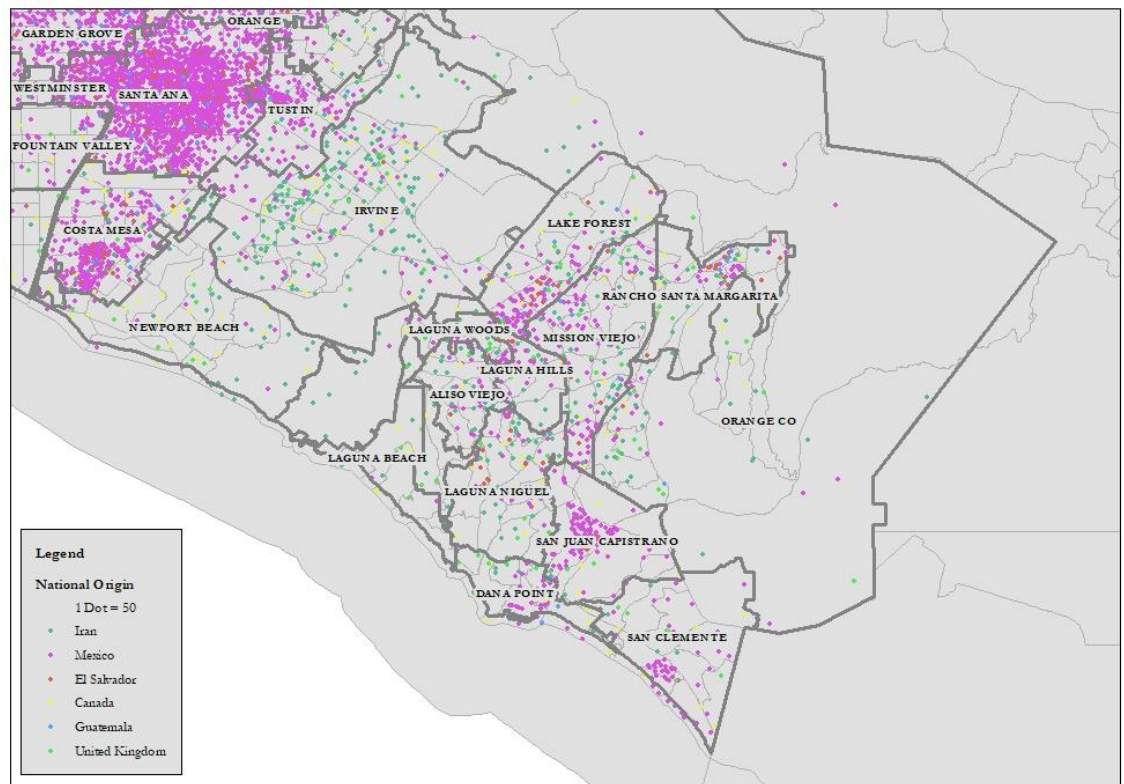 ORANGE
GARDEN GROVE
WESTMINSTER
SANTA ANA
TUSTIN
FOUNTAIN VALLEY
IRVINE
LAKE FOREST
COSTA MESA
RANCHO SANTA MARGARITA
NEWPORT BEACH
LAGUNA WOODS
MISSION VIEJO
LAGUNA HILLS
ALISO VIEJO
ORANGE CO
LAGUNA BEACH
LAGUNA NIGUEL
SAN JUAN CAPISTRANO
DANA POINT
SAN CLEMENTE
Legend
National Origin
1 Dot = 50
Iran
Mexico
El Salvador
Canada
Guatemala
United Kingdom